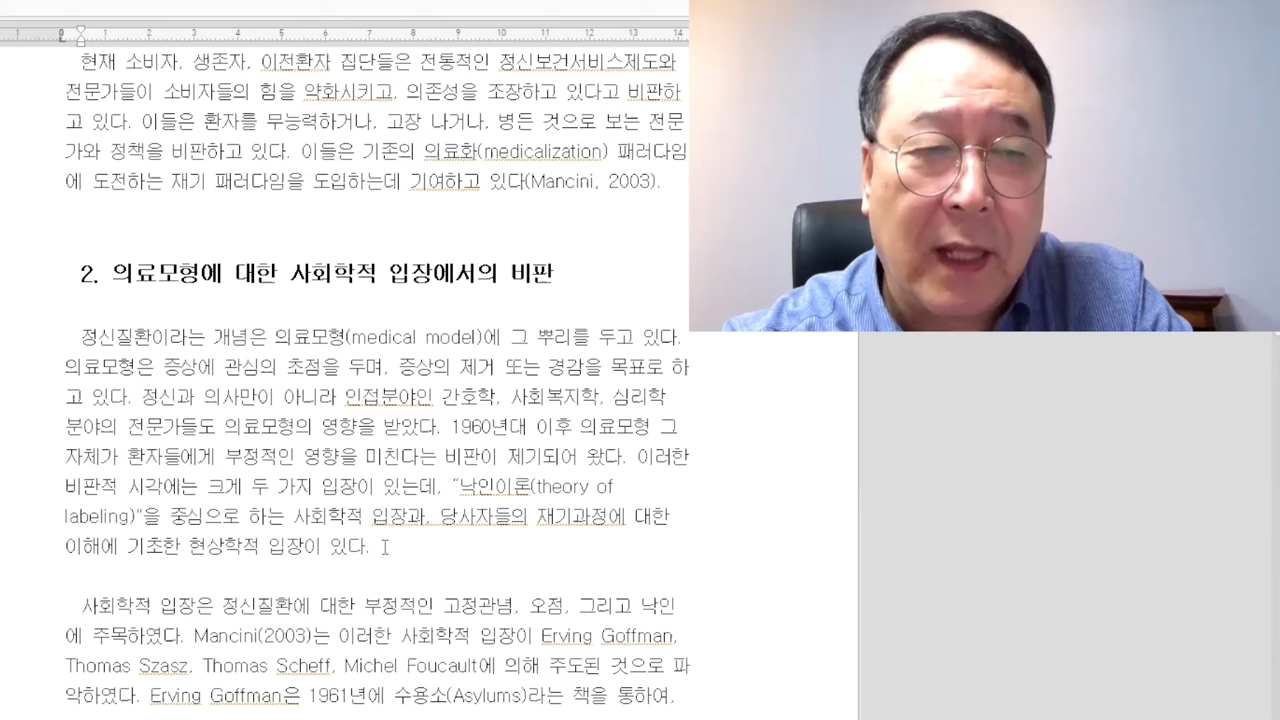 1 0 1 2 3 4 5 6 7 8 9 10 11 12 13 14
현재 소비자, 생존자, 이전환자 집단들은 전통적인 정신보건서비스제도와
전문가들이 소비자들의 힘을 약화시키고, 의존성을 조장하고 있다고 비판하
고 있다. 이들은 환자를 무능력하거나, 고장 나거나, 병든 것으로 보는 전문
가와 정책을 비판하고 있다. 이들은 기존의 의료화(medicalization) 패러다임
에 도전하는 재기 패러다임을 도입하는데 기여하고 있다(Mancini, 2003).
2. 의료모형에 대한 사회학적 입장에서의 비판
정신질환이라는 개념은 의료모형(medical model)에 그 뿌리를 두고 있다.
의료모형은 증상에 관심의 초점을 두며, 증상의 제거 또는 경감을 목표로 하
고 있다. 정신과 의사만이 아니라 인접분야인 간호학, 사회복지학, 심리학
분야의 전문가들도 의료모형의 영향을 받았다. 1960년대 이후 의료모형 그
자체가 환자들에게 부정적인 영향을 미친다는 비판이 제기되어 왔다. 이러한
비판적 시각에는 크게 두 가지 입장이 있는데, “낙인이론(theory of
labeling)"을 중심으로 하는 사회학적 입장과, 당사자들의 재기과정에 대한
이해에 기초한 현상학적 입장이 있다.
사회학적 입장은 정신질환에 대한 부정적인 고정관념, 오점, 그리고 낙인
에 주목하였다. Mancini(2003)는 이러한 사회학적 입장이 Erving Goffman,
Thomas Szasz, Thomas Scheff, Michel Foucault에 의해 주도된 것으로 파
악하였다. Erving Goffman은 1961년에 수용소(Asylums)라는 책을 통하여,